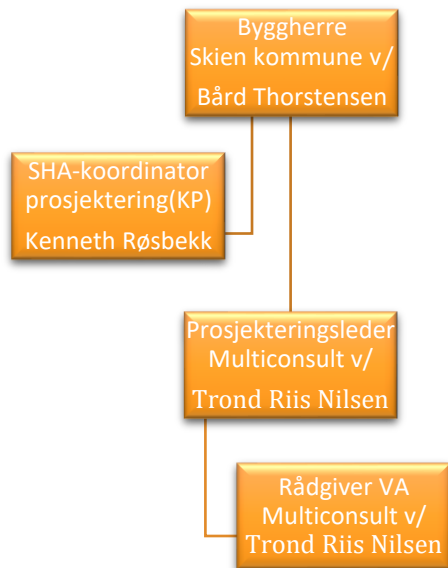 Byggherre
Skien kommune v/
Bård Thorstensen
SHA-koordinator
prosjektering(KP)
Kenneth Røsbekk
Prosjekteringsleder
Multiconsult v/
Trond Riis Nilsen
Rådgiver VA
Multiconsult v/
Trond Riis Nilsen